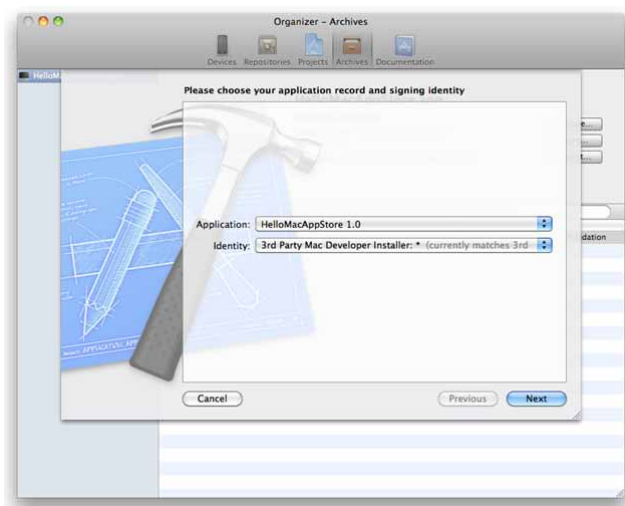 Organizer – Archives
Devices Repositories Projects Archives Documentation
HelloM
Please choose your application record and signing identity
e...
...
t...
Application: HelloMacAppStore 1.0
dation
Identity: 3rd Party Mac Developer Installer: * (currently matches 3rd
Cancel Previous Next